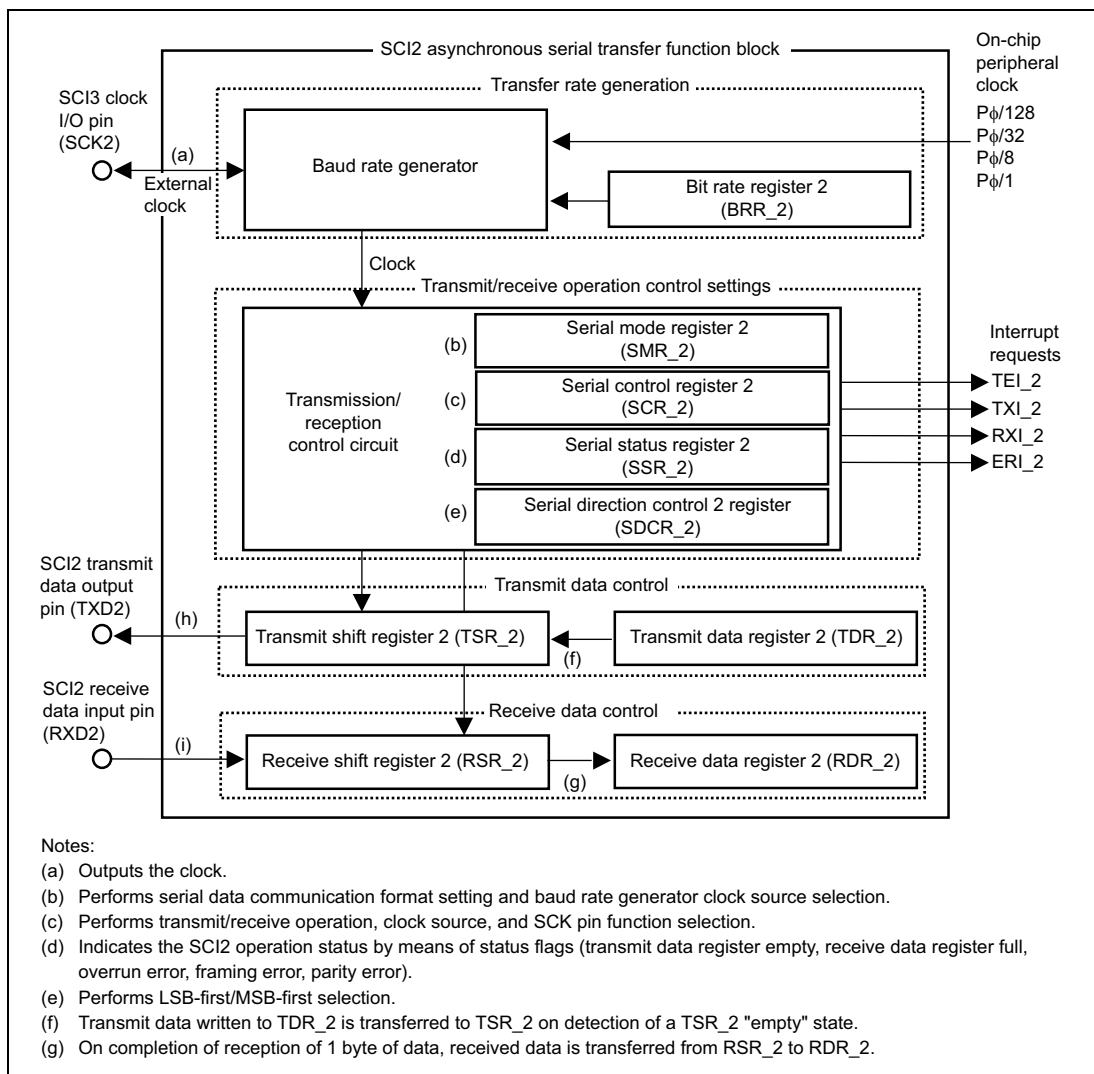 SCI2 asynchronous serial transfer function block
On-chip
peripheral
clock
Pϕ/128
Pϕ/32
Pϕ/8
Pϕ/1
Transfer rate generation
SCI3 clock
I/O pin
(SCK2)
(a)
External
clock
Baud rate generator
Bit rate register 2
(BRR_2)
Clock
Transmit/receive operation control settings
Transmission/
reception
control circuit
(b)
Serial mode register 2
(SMR_2)
(c)
Serial control register 2
(SCR_2)
(d)
Serial status register 2
(SSR_2)
(e)
Serial direction control 2 register
(SDCR_2)
Interrupt
requests
TEI_2
TXI_2
RXI_2
ERI_2
SCI2 transmit
data output
pin (TXD2)
(h)
Transmit data control
Transmit shift register 2 (TSR_2)
(f)
Transmit data register 2 (TDR_2)
SCI2 receive
data input pin
(RXD2)
(i)
Receive data control
Receive shift register 2 (RSR_2)
(g)
Receive data register 2 (RDR_2)
Notes:
(a) Outputs the clock.
(b) Performs serial data communication format setting and baud rate generator clock source selection.
(c) Performs transmit/receive operation, clock source, and SCK pin function selection.
(d) Indicates the SCI2 operation status by means of status flags (transmit data register empty, receive data register full,
overrun error, framing error, parity error).
(e) Performs LSB-first/MSB-first selection.
(f) Transmit data written to TDR_2 is transferred to TSR_2 on detection of a TSR_2 "empty" state.
(g) On completion of reception of 1 byte of data, received data is transferred from RSR_2 to RDR_2.